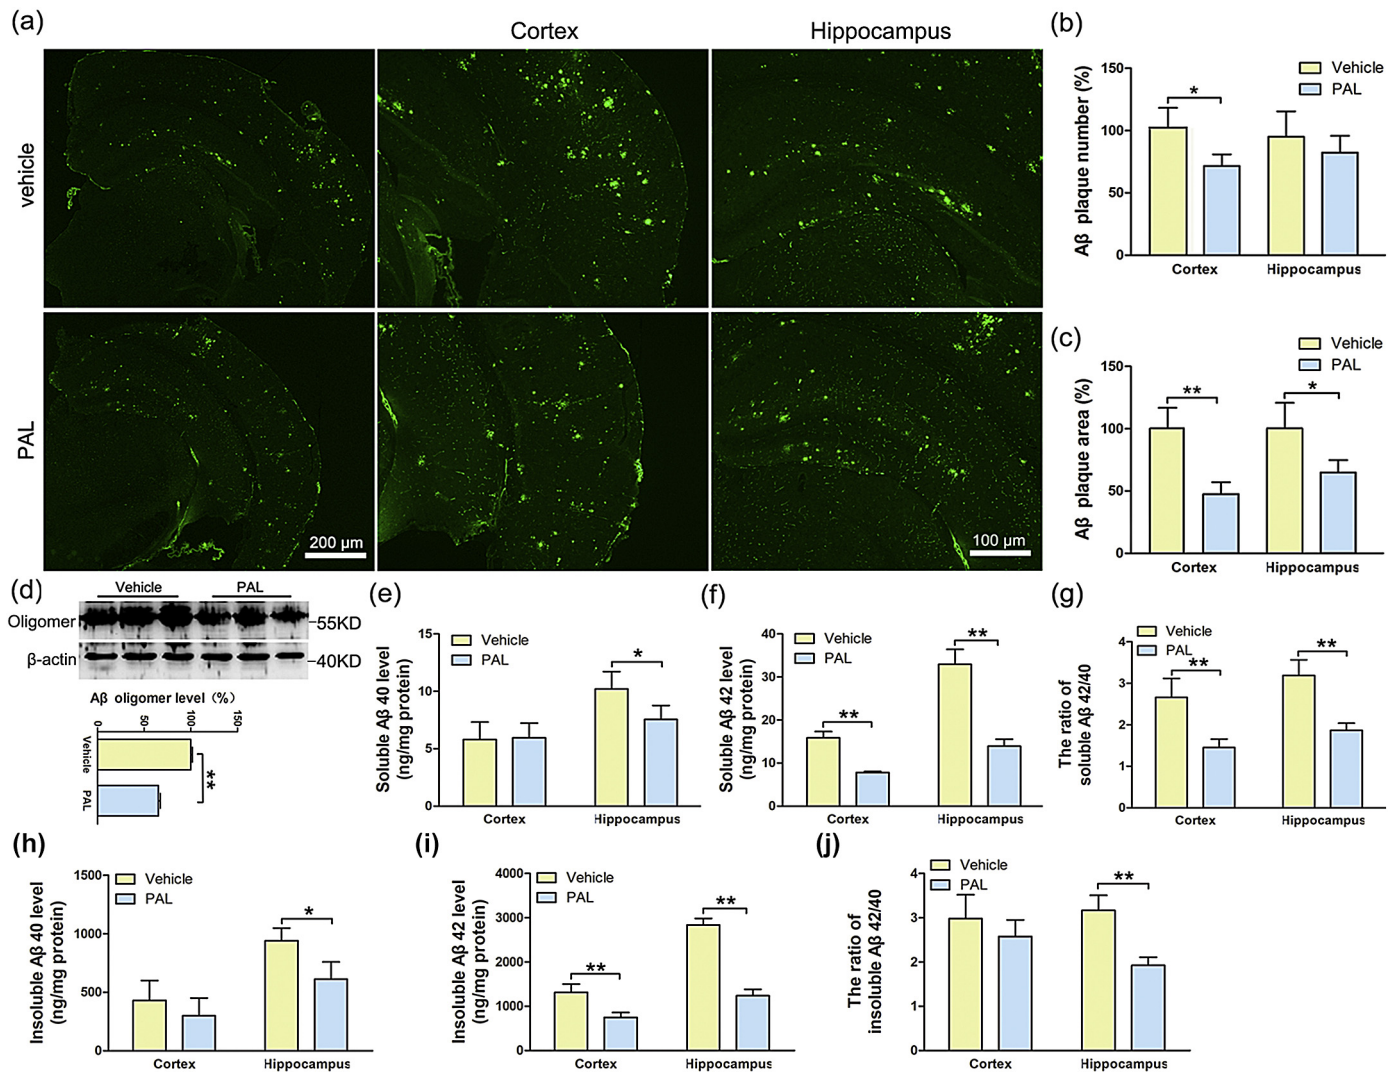 (a)
Cortex
Hippocampus
vehicle
PAL
200 µm
100 µm
(b)
Aβ plaque number (%)
150
100
50
0
Vehicle
PAL
*
Cortex
Hippocampus
(c)
Aβ plaque area (%)
150
100
50
0
Vehicle
PAL
**
*
Cortex
Hippocampus
(d)
Vehicle
PAL
Oligomer
–55KD
β-actin
–40KD
Aβ oligomer level (%)
0
50
100
150
Vehicle
PAL
**
(e)
Soluble Aβ 40 level
(ng/mg protein)
15
10
5
0
Vehicle
PAL
*
Cortex
Hippocampus
(f)
Soluble Aβ 42 level
(ng/mg protein)
40
30
20
10
0
Vehicle
PAL
**
**
Cortex
Hippocampus
(g)
The ratio of
soluble Aβ 42/40
4
3
2
1
0
Vehicle
PAL
**
**
Cortex
Hippocampus
(h)
Insoluble Aβ 40 level
(ng/mg protein)
1500
1000
500
0
Vehicle
PAL
*
Cortex
Hippocampus
(i)
Insoluble Aβ 42 level
(ng/mg protein)
4000
3000
2000
1000
0
Vehicle
PAL
**
**
Cortex
Hippocampus
(j)
The ratio of
insoluble Aβ 42/40
4
3
2
1
0
Vehicle
PAL
**
Cortex
Hippocampus